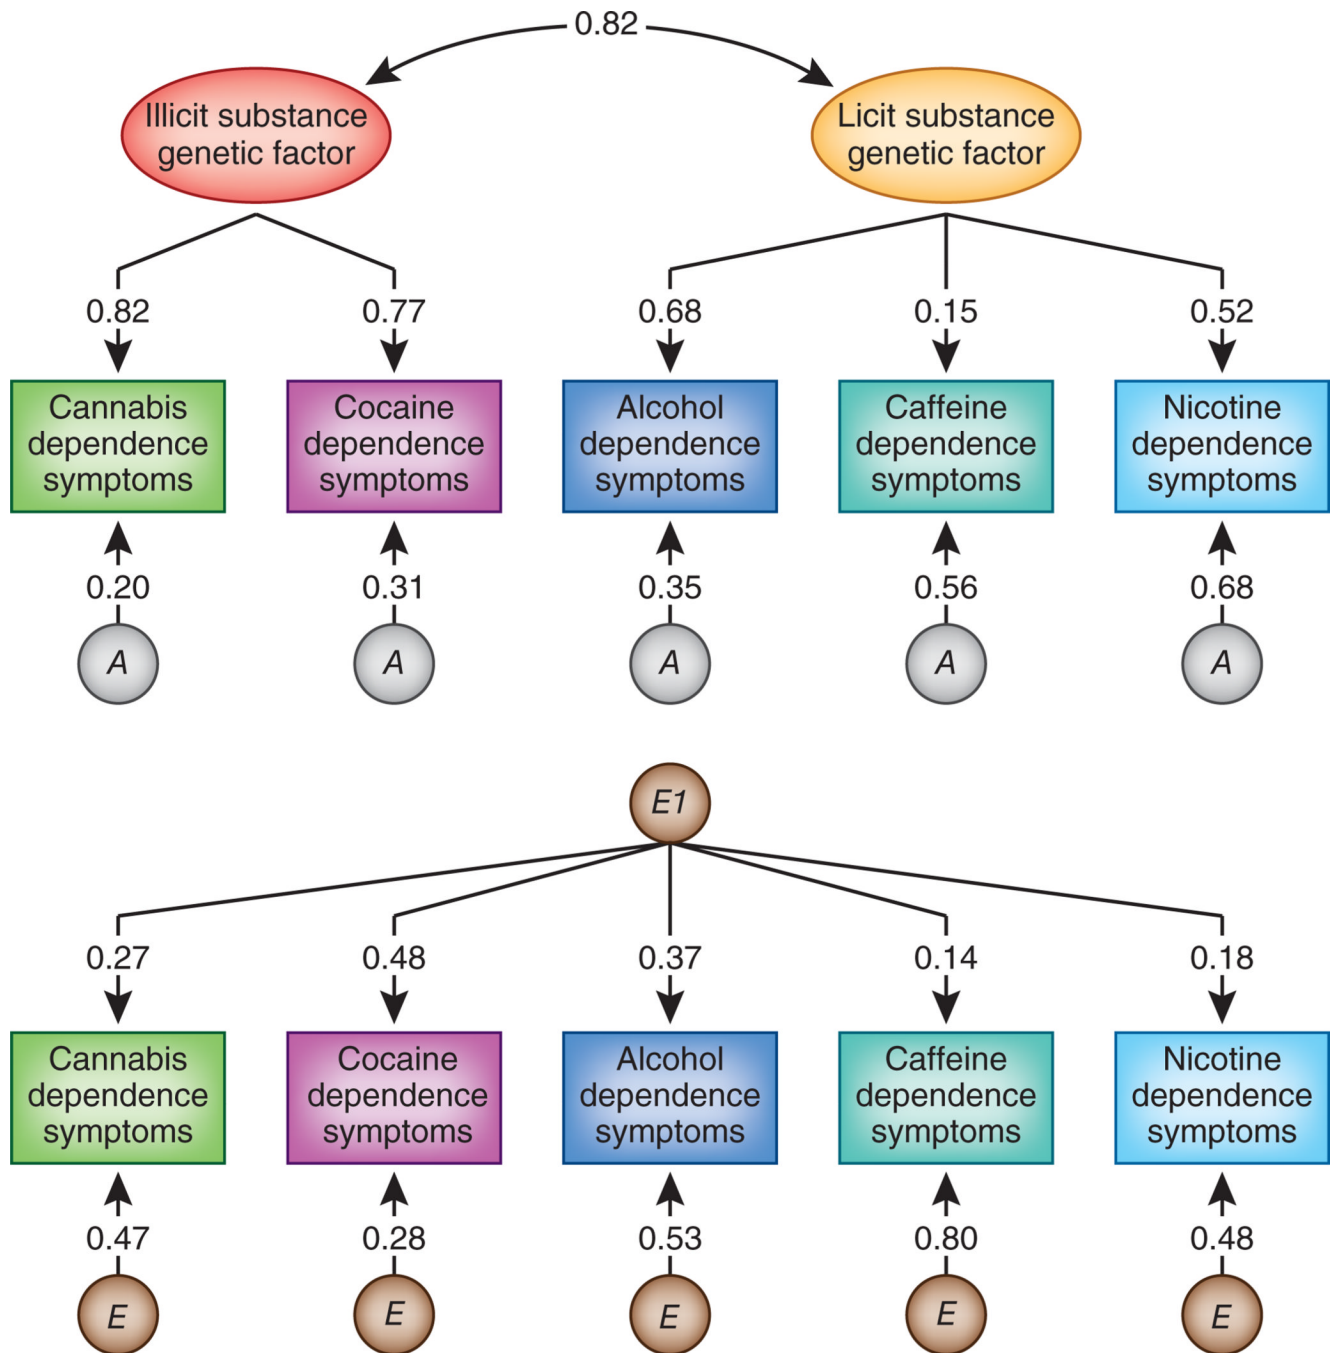 0.82
Illicit substance
genetic factor
Licit substance
genetic factor
0.82
0.77
0.68
0.15
0.52
Cannabis
dependence
symptoms
Cocaine
dependence
symptoms
Alcohol
dependence
symptoms
Caffeine
dependence
symptoms
Nicotine
dependence
symptoms
0.20
0.31
0.35
0.56
0.68
A
A
A
A
A
E1
0.27
0.48
0.37
0.14
0.18
Cannabis
dependence
symptoms
Cocaine
dependence
symptoms
Alcohol
dependence
symptoms
Caffeine
dependence
symptoms
Nicotine
dependence
symptoms
0.47
0.28
0.53
0.80
0.48
E
E
E
E
E